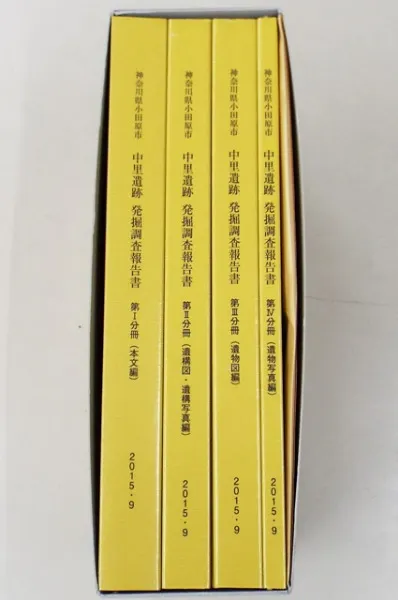 神奈川県小田原市 中里遺跡 発掘調査報告書 第Ⅰ分冊(本文編) 2015・9
神奈川県小田原市 中里遺跡 発掘調査報告書 第Ⅱ分冊(遺構図・遺構写真編) 2015・9
神奈川県小田原市 中里遺跡 発掘調査報告書 第Ⅲ分冊(遺物図編) 2015・9
神奈川県小田原市 中里遺跡 発掘調査報告書 第Ⅳ分冊(遺物写真編) 2015・9